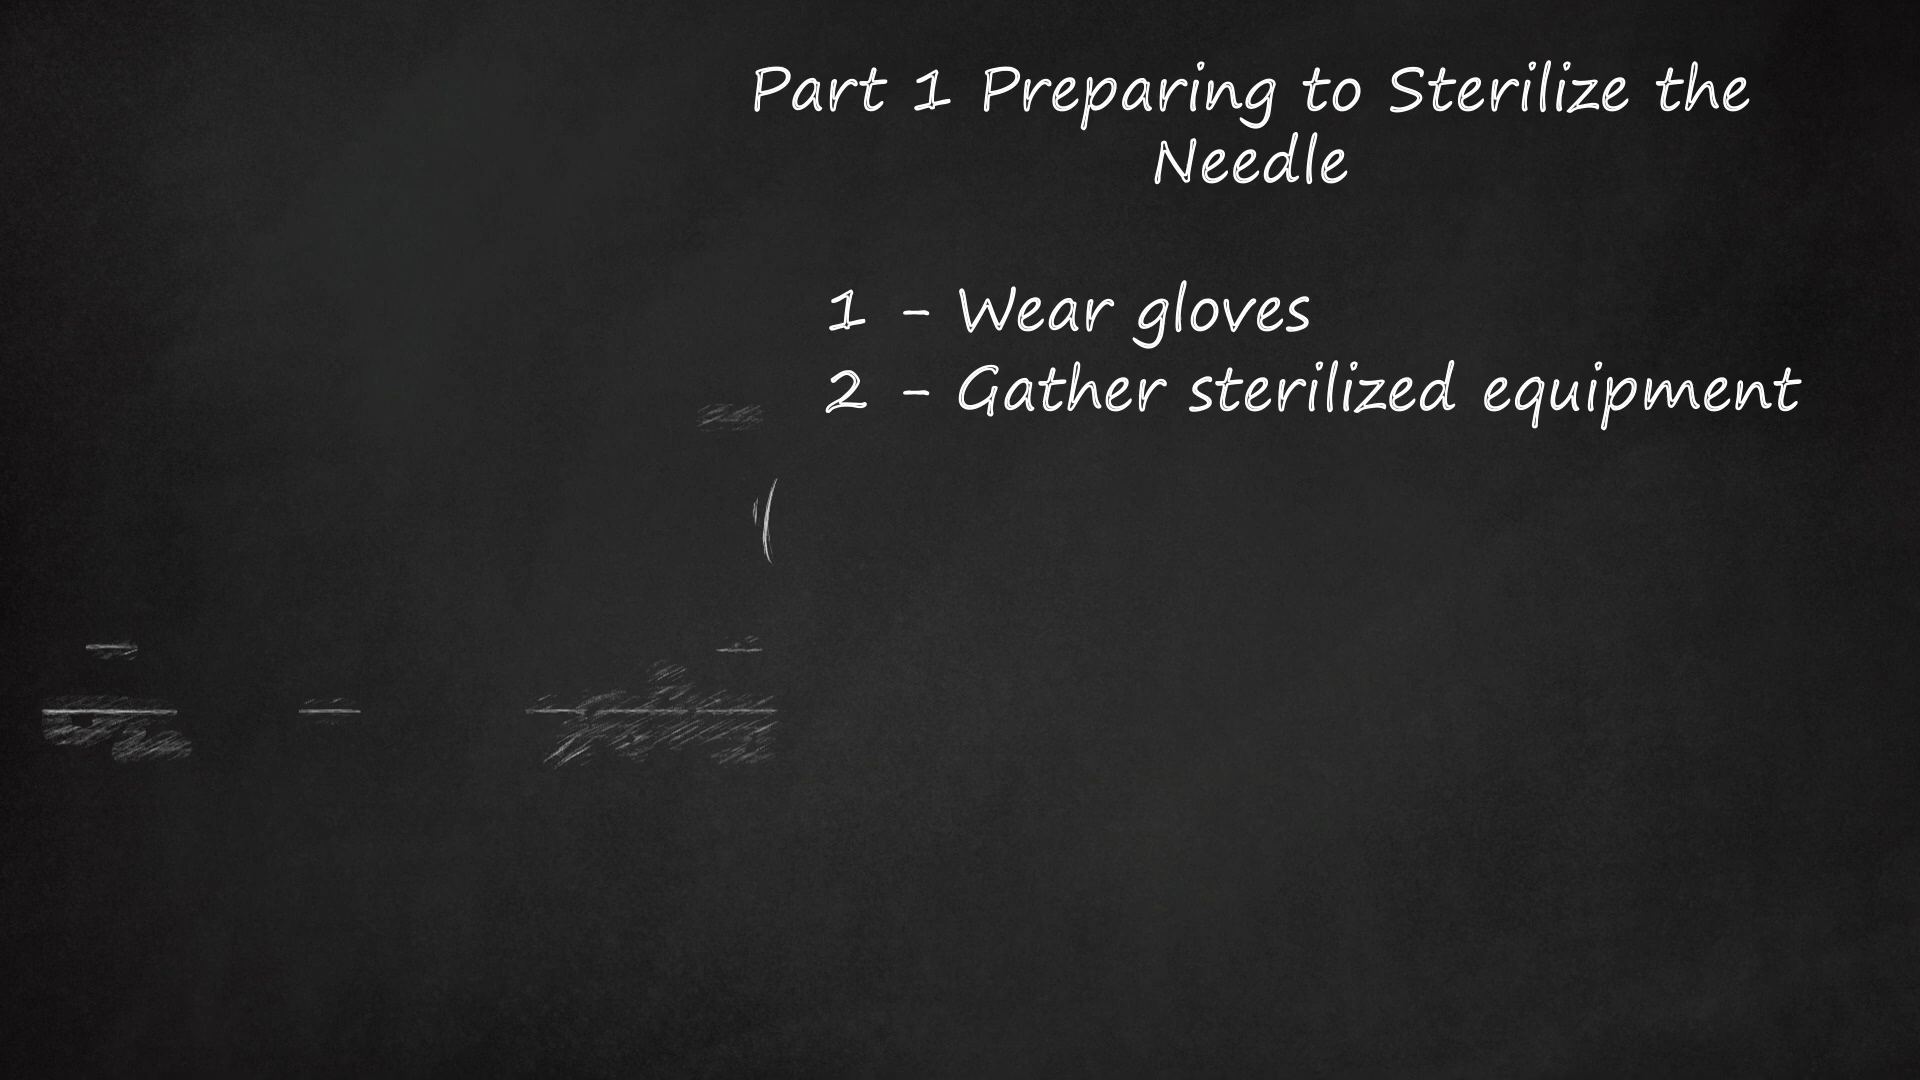 Part 1 Preparing to Sterilize the
Needle
1 - Wear gloves
2 - Gather sterilized equipment